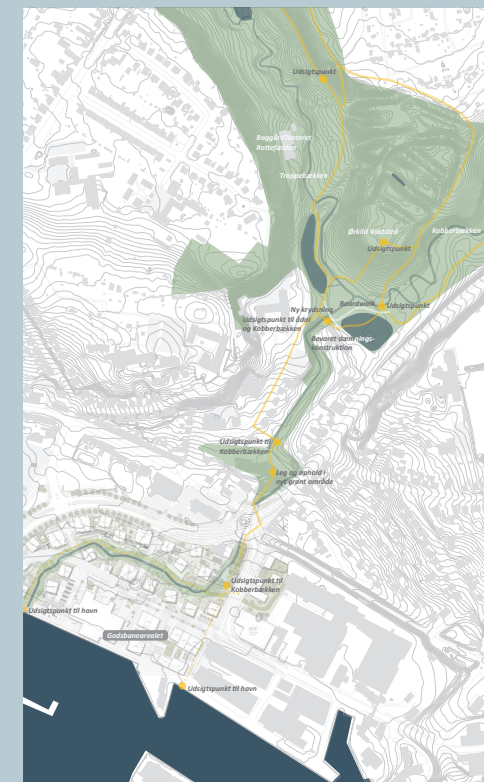 Udsigtspunkt
Baggårdteateret
Rottefælden
Trappebækken
Ørkild Voldsted
Kobberbækken
Udsigtspunkt
Boardwalk
Udsigtspunkt
Ny krydsning
Udsigtspunkt til ådal
og Kobberbækken
Bevaret dæmnings-
konstruktion
Udsigtspunkt til
Kobberbækken
Leg og ophold i
nyt grønt område
Udsigtspunkt til
Kobberbækken
Udsigtspunkt til havn
Godsbanearealet
Udsigtspunkt til havn